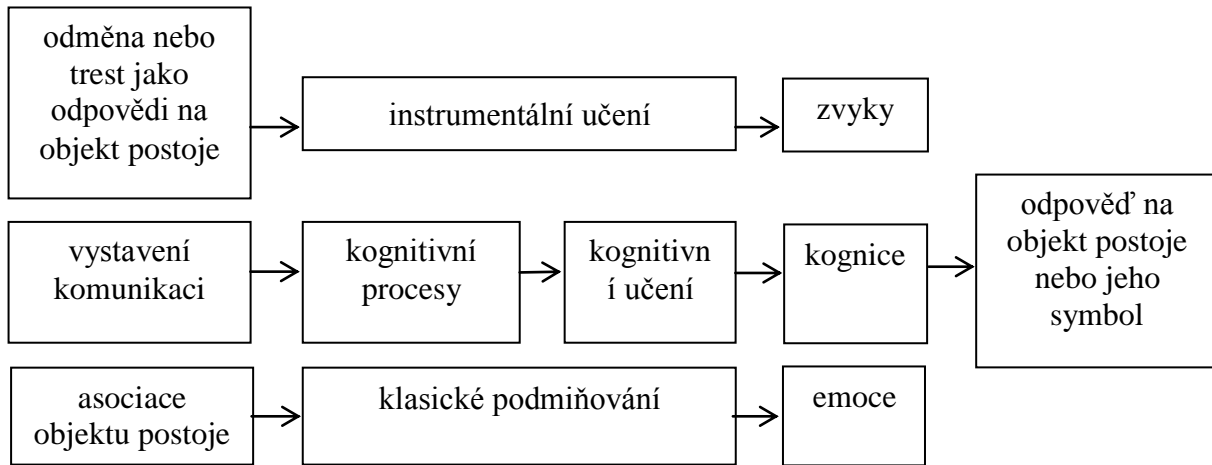 odměna nebo
trest jako
odpovědi na
objekt postoje
instrumentální učení
zvyky
vystavení
komunikaci
kognitivní
procesy
kognitivn
í učení
kognice
odpověď na
objekt postoje
nebo jeho
symbol
asociace
objektu postoje
klasické podmiňování
emoce